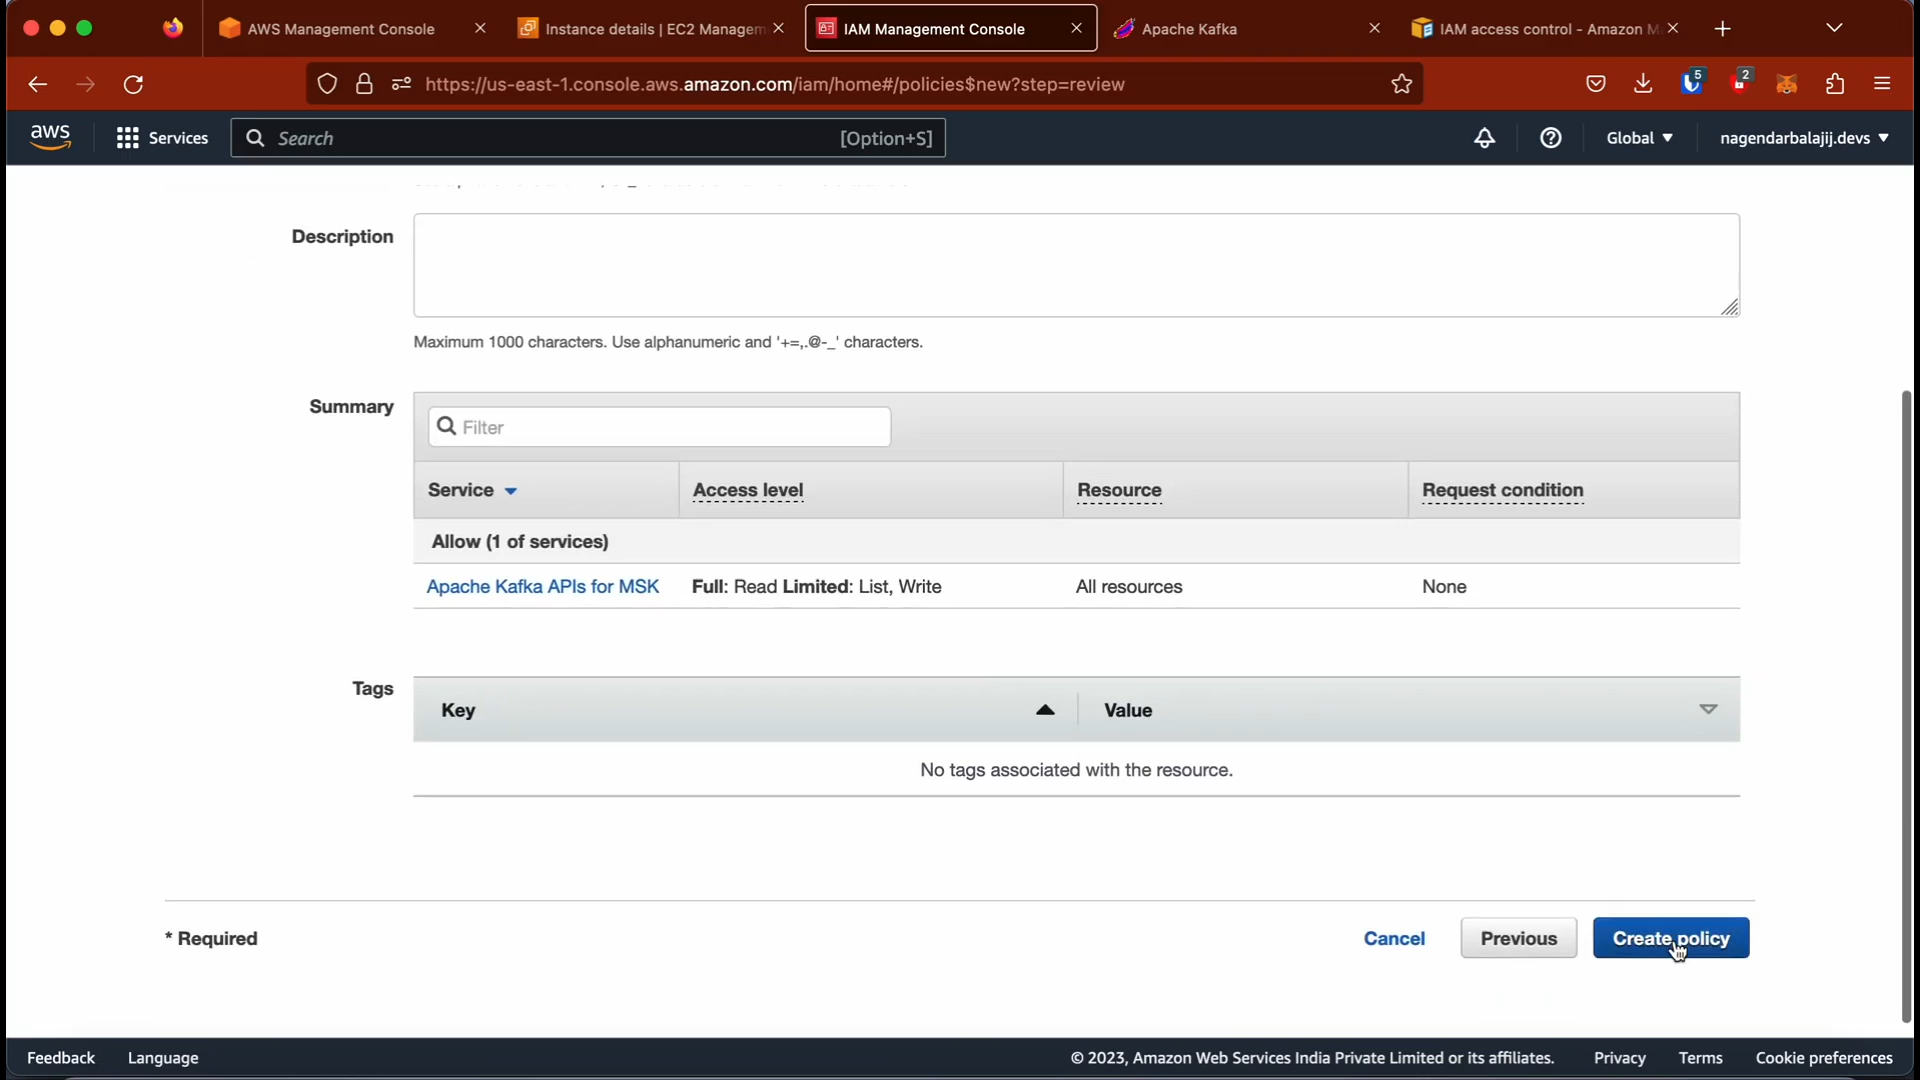 AWS Management Console
Instance details | EC2 Managem
IAM Management Console
Apache Kafka
IAM access control - Amazon M
https://us-east-1.console.aws.amazon.com/iam/home#/policies$new?step=review
5
2
aws
Services
Search
[Option+S]
Global
nagendarbalajij.devs
Description
Maximum 1000 characters. Use alphanumeric and '+=,.@-_' characters.
Summary
Filter
Service
Access level
Resource
Request condition
Allow (1 of services)
Apache Kafka APIs for MSK
Full: Read Limited: List, Write
All resources
None
Tags
Key
Value
No tags associated with the resource.
* Required
Cancel
Previous
Create policy
Feedback
Language
© 2023, Amazon Web Services India Private Limited or its affiliates.
Privacy
Terms
Cookie preferences